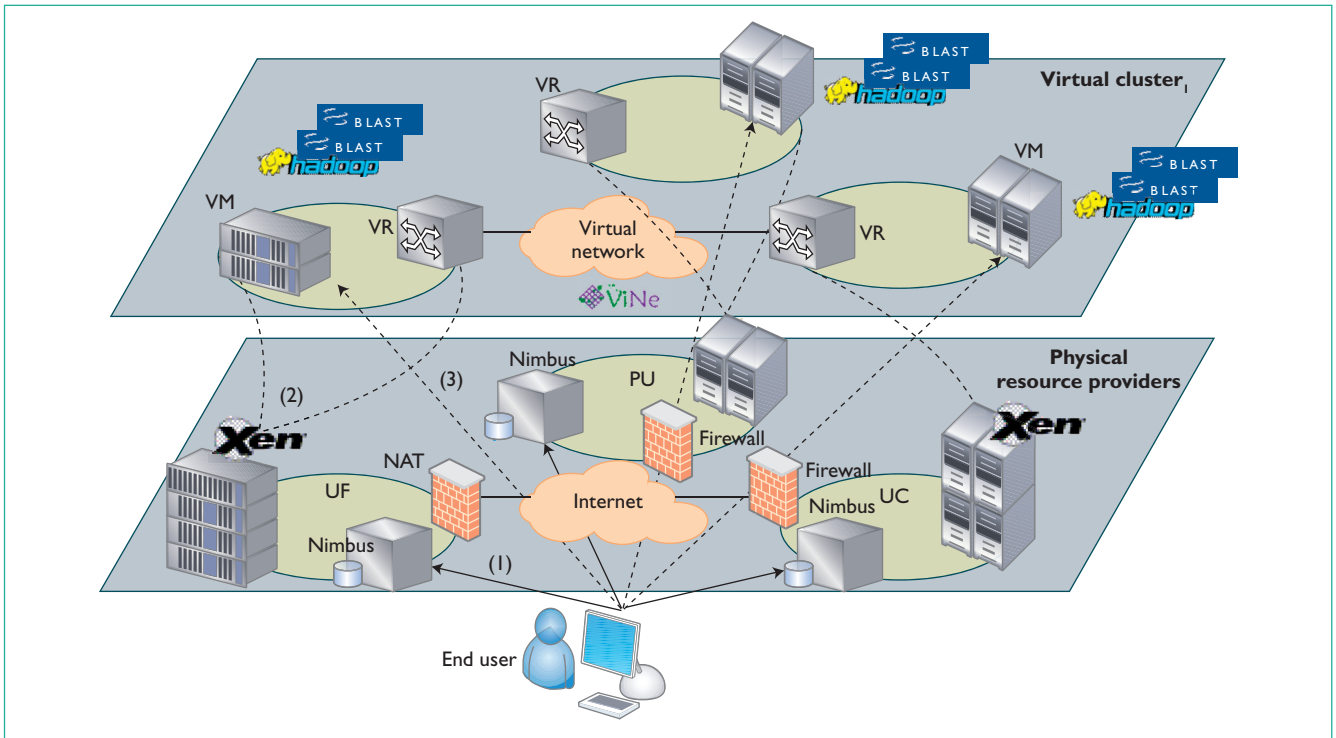 BLAST
BLAST
hadoop
Virtual cluster
VR
BLAST
BLAST
hadoop
VM
BLAST
BLAST
hadoop
VM
VR
Virtual
network
VR
ViNe
Nimbus
PU
Physical
resource providers
(2)
(3)
Xen
Xen
Firewall
NAT
Firewall
UF
Internet
UC
Nimbus
Nimbus
(1)
End user